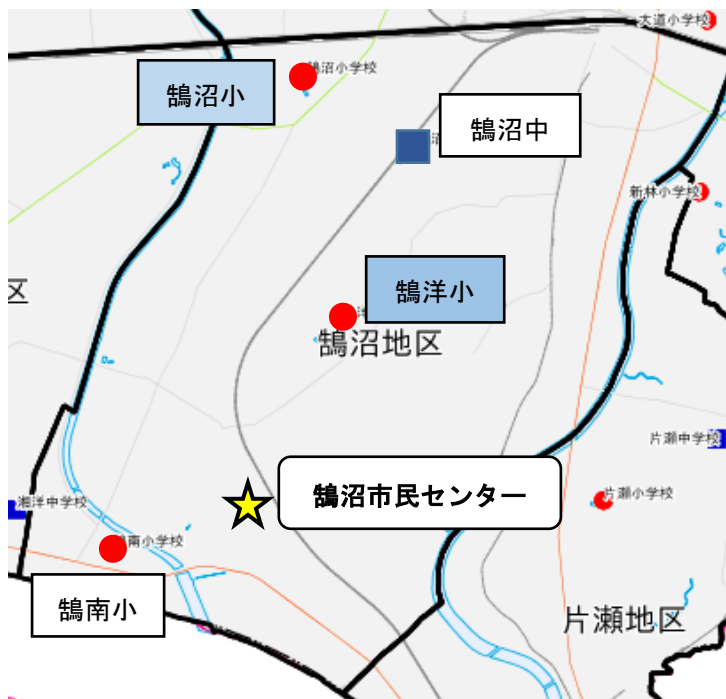 大道小学校
鵠沼小学校
鵠沼小
鵠沼中
新林小学校
鵠洋小
区
鵠沼地区
片瀬中学校
鵠沼市民センター
湘洋中学校
片瀬小学校
南小学校
鵠南小
片瀬地区